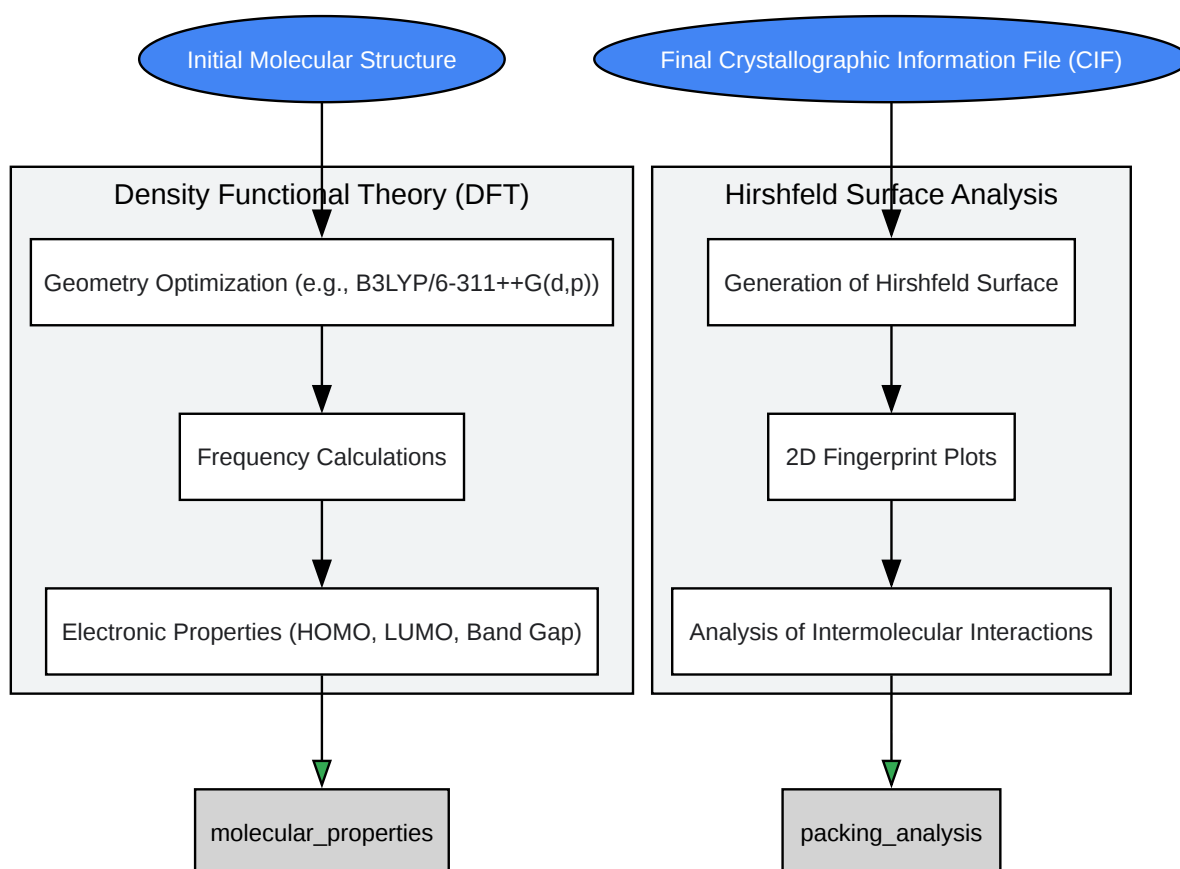 Initial Molecular Structure
Final Crystallographic Information File (CIF)
Density Functional Theory (DFT)
Geometry Optimization (e.g., B3LYP/6-311++G(d,p))
Frequency Calculations
Electronic Properties (HOMO, LUMO, Band Gap)
molecular_properties
Hirshfeld Surface Analysis
Generation of Hirshfeld Surface
2D Fingerprint Plots
Analysis of Intermolecular Interactions
packing_analysis